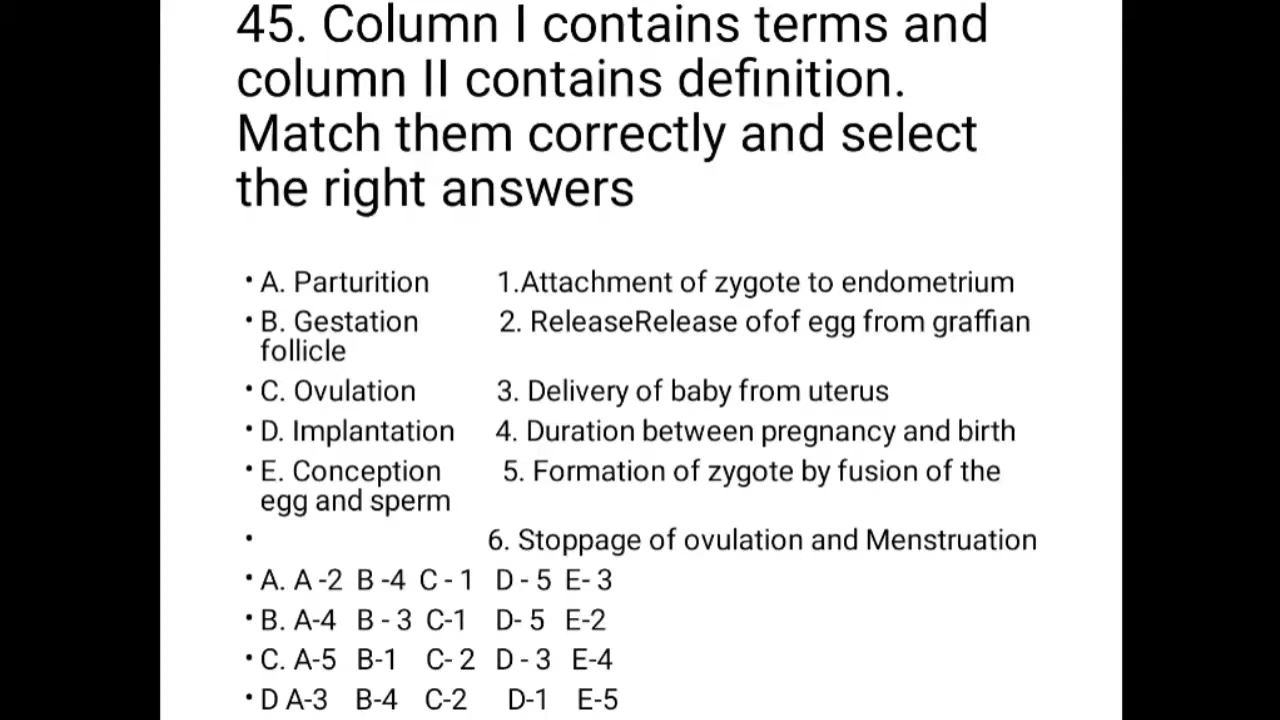 45. Column I contains terms and
column II contains definition.
Match them correctly and select
the right answers
• A. Parturition 1.Attachment of zygote to endometrium
• B. Gestation 2. ReleaseRelease ofof egg from graffian
follicle
• C. Ovulation 3. Delivery of baby from uterus
• D. Implantation 4. Duration between pregnancy and birth
• E. Conception 5. Formation of zygote by fusion of the
egg and sperm
• 6. Stoppage of ovulation and Menstruation
• A. A -2 B -4 C - 1 D - 5 E- 3
• B. A-4 B - 3 C-1 D- 5 E-2
• C. A-5 B-1 C- 2 D - 3 E-4
• D A-3 B-4 C-2 D-1 E-5